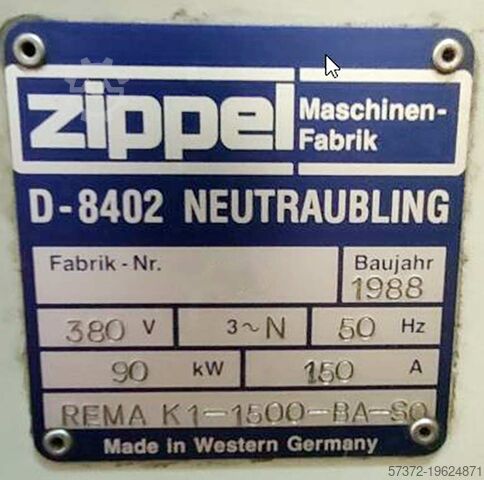 zippel Maschinen-Fabrik
D-8402 NEUTRAUBLING
Fabrik-Nr. Baujahr 1988
380 V 3~N 50 Hz
90 kW 150 A
REMA K1-1500-BA-SO
Made in Western Germany
57372-19624871